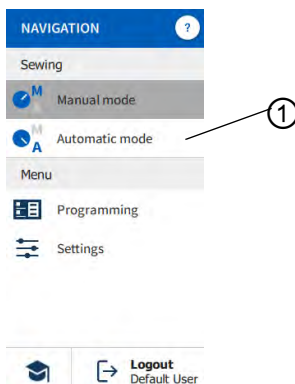 NAVIGATION ?
Sewing
M
Manual mode
M
A
Automatic mode
1
Menu
Programming
Settings
Logout
Default User